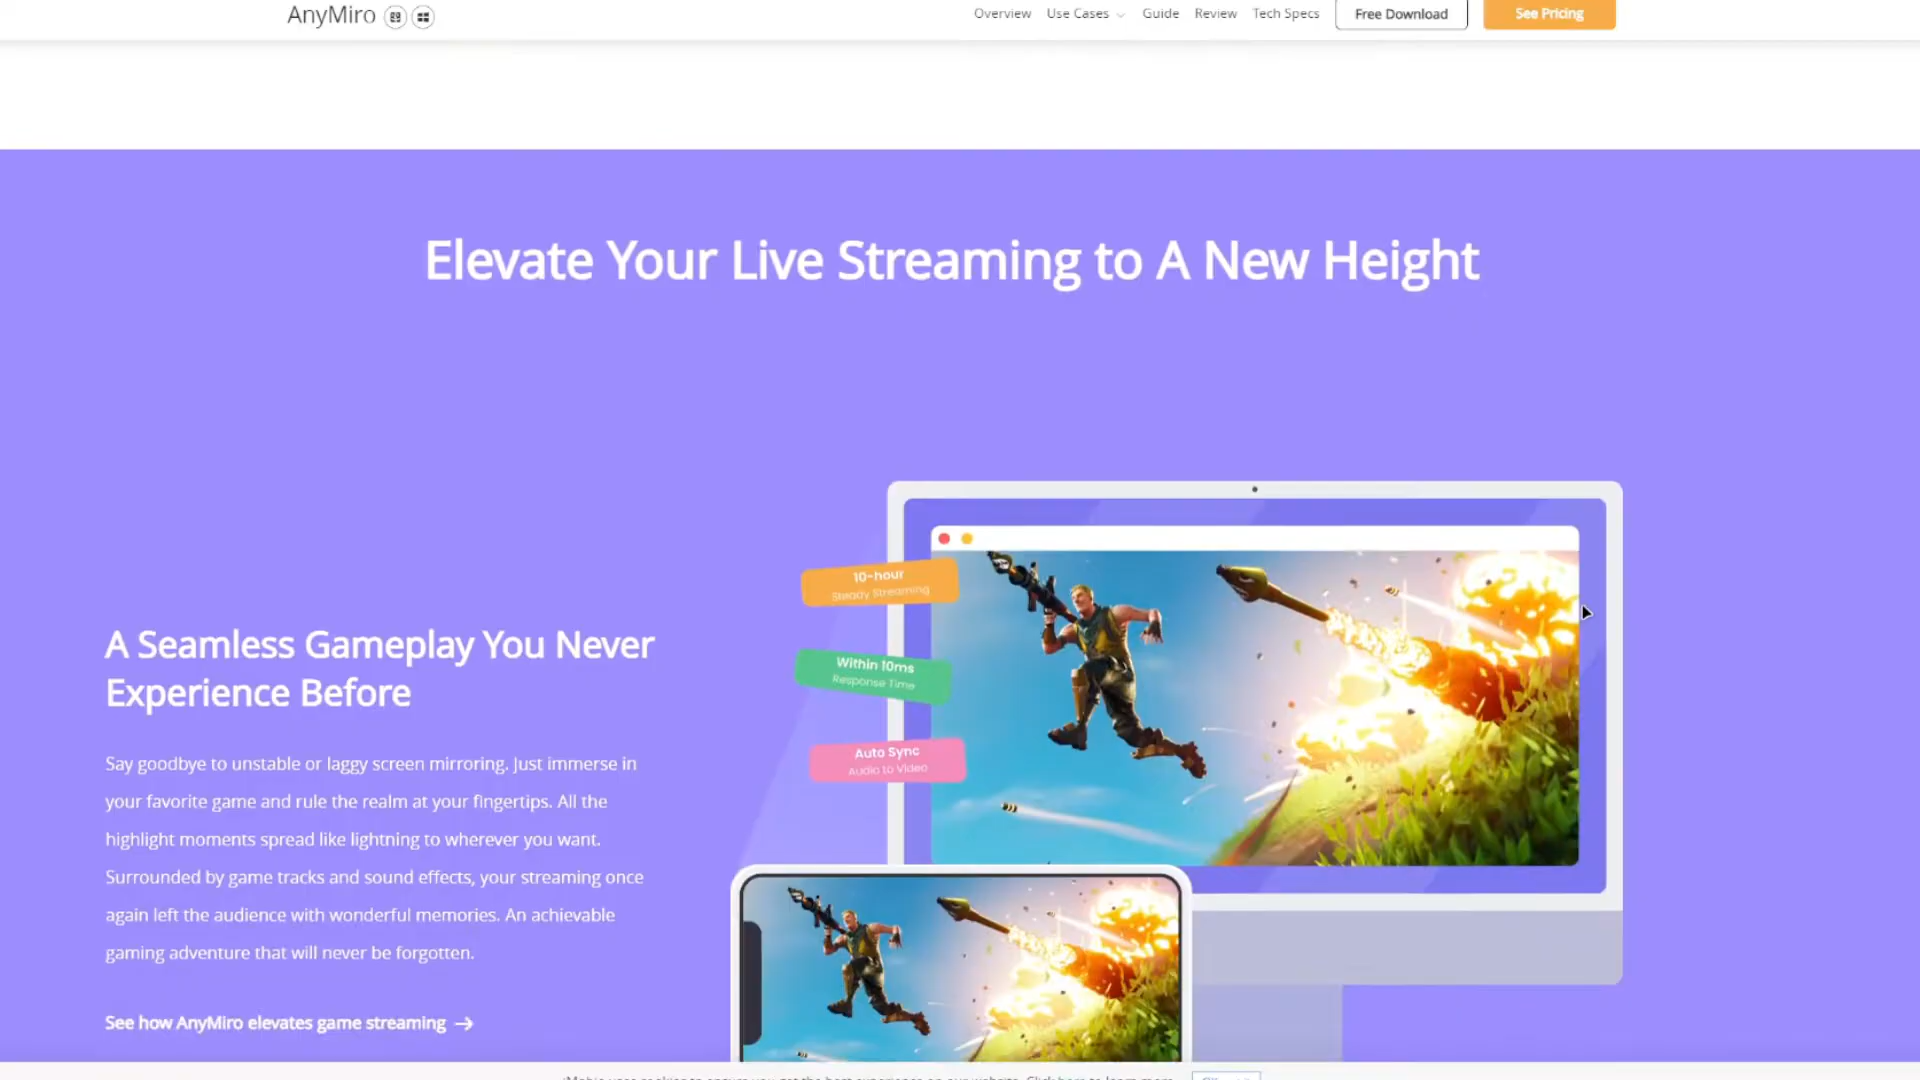 AnyMiro
Overview Use Cases Guide Review Tech Specs Free Download See Pricing
Elevate Your Live Streaming to A New Height
10-hour
Steady Streaming
Within 10ms
Response Time
Auto Sync
Audio to Video
A Seamless Gameplay You Never
Experience Before
Say goodbye to unstable or laggy screen mirroring. Just immerse in
your favorite game and rule the realm at your fingertips. All the
highlight moments spread like lightning to wherever you want.
Surrounded by game tracks and sound effects, your streaming once
again left the audience with wonderful memories. An achievable
gaming adventure that will never be forgotten.
See how AnyMiro elevates game streaming